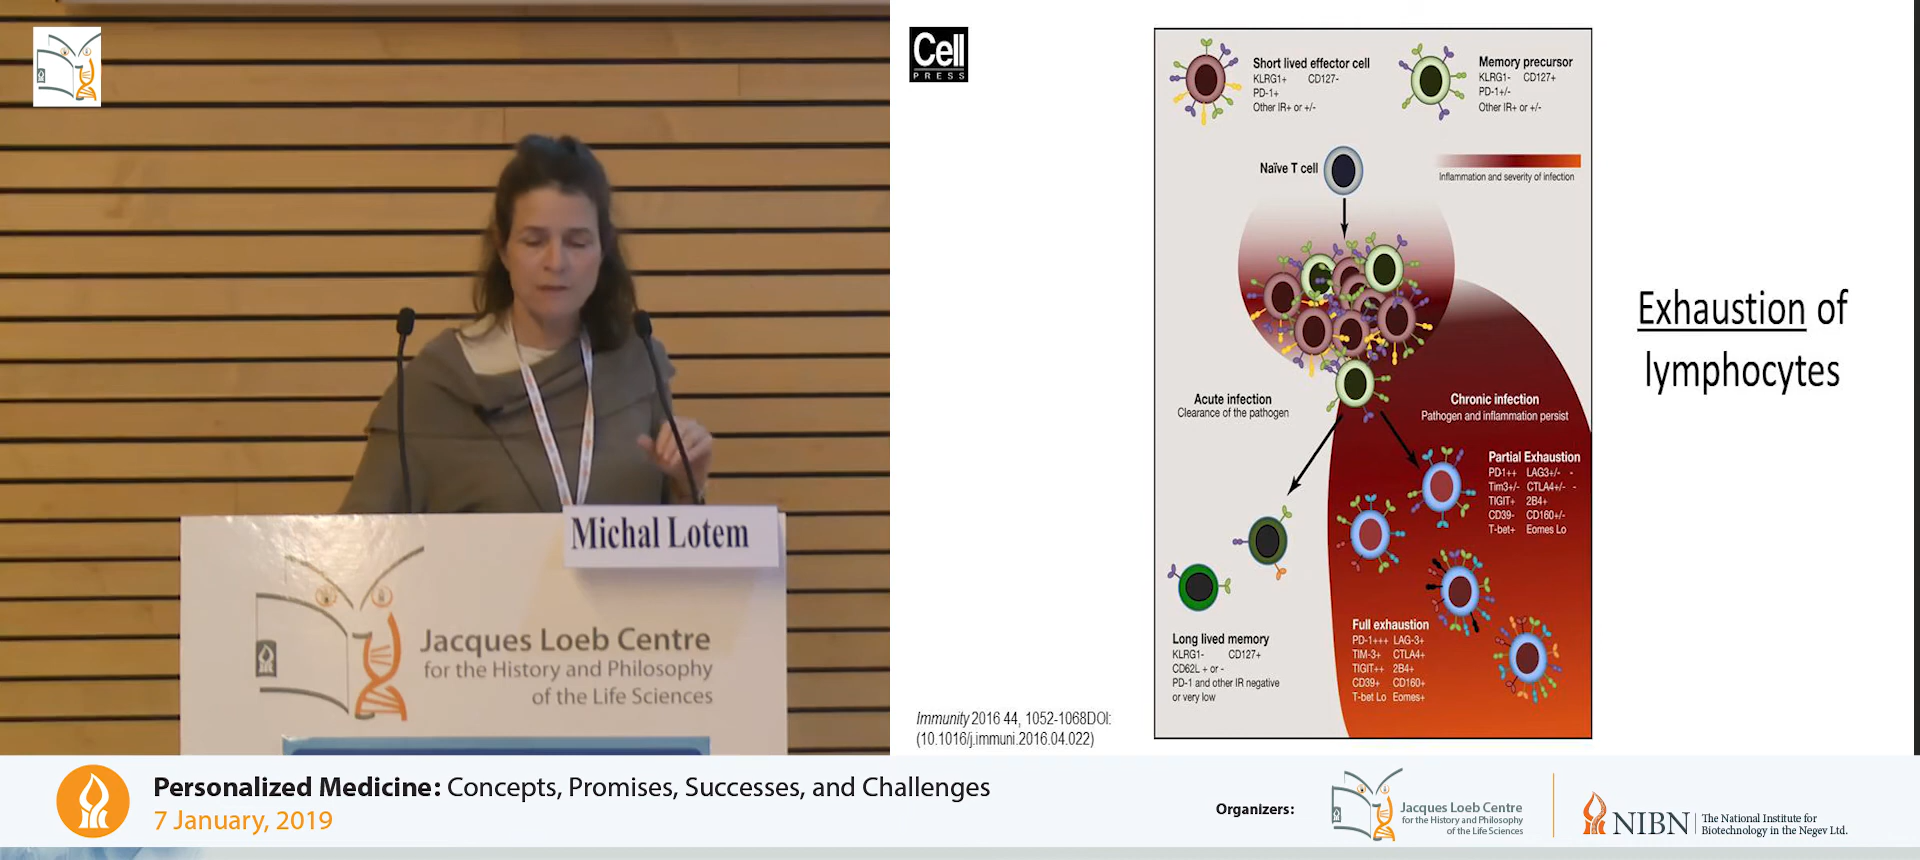 Michal Lotem
Jacques Loeb Centre
for the History and Philosophy
of the Life Sciences
Cell
PRESS
Short lived effector cell
KLRG1+ CD127-
PD-1+
Other IR+ or +/-
Memory precursor
KLRG1- CD127+
PD-1+/-
Other IR+ or +/-
Naïve T cell
Inflammation and severity of infection
Acute infection
Clearance of the pathogen
Chronic infection
Pathogen and inflammation persist
Partial Exhaustion
PD1++ LAG3+/- -
Tim3+/- CTLA4+/- -
TIGIT+ 2B4+
CD39- CD160+/-
T-bet+ Eomes Lo
Long lived memory
KLRG1- CD127+
CD62L + or -
PD-1 and other IR negative
or very low
Full exhaustion
PD-1+++ LAG-3+
TIM-3+ CTLA4+
TIGIT++ 2B4+
CD39+ CD160+
T-bet Lo Eomes+
Exhaustion of
lymphocytes
Immunity 2016 44, 1052-1068DOI:
(10.1016/j.immuni.2016.04.022)
Personalized Medicine: Concepts, Promises, Successes, and Challenges
7 January, 2019
Organizers:
Jacques Loeb Centre
for the History and Philosophy
of the Life Sciences
NIBN
The National Institute for
Biotechnology in the Negev Ltd.